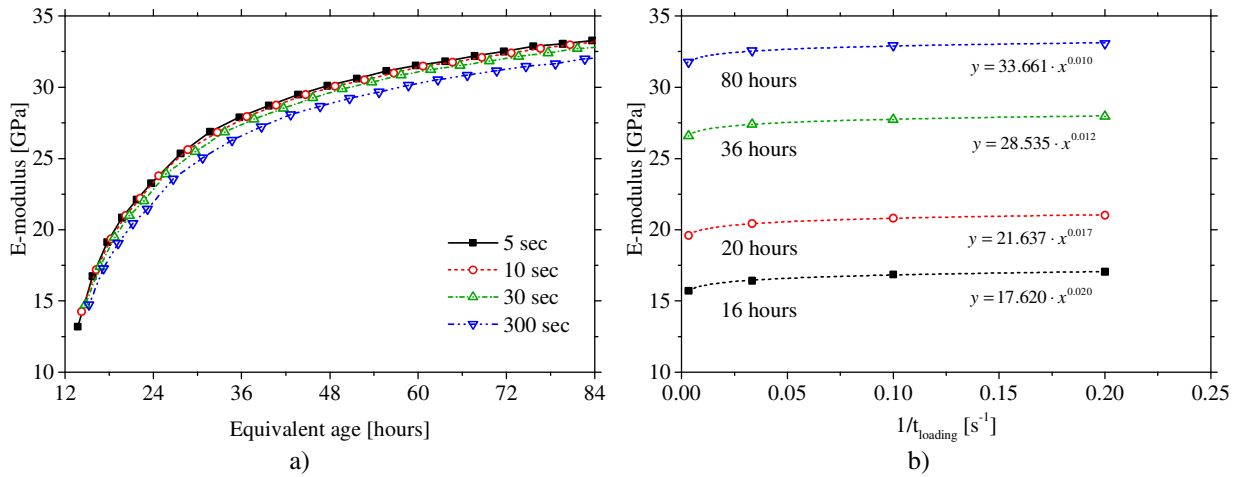 35
30
25
20
15
10
E-modulus [GPa]
12 24 36 48 60 72 84
Equivalent age [hours]
5 sec
10 sec
30 sec
300 sec
a)
35
30
25
20
15
10
E-modulus [GPa]
80 hours
y = 33.661 · x^0.010
36 hours
y = 28.535 · x^0.012
20 hours
y = 21.637 · x^0.017
16 hours
y = 17.620 · x^0.020
0.00 0.05 0.10 0.15 0.20 0.25
1/t_loading [s^-1]
b)